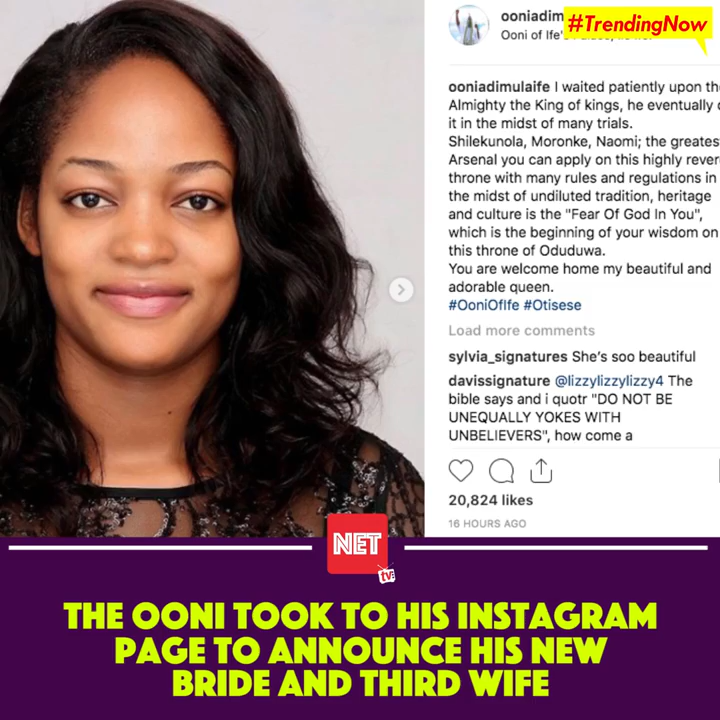 ooniadim
#TrendingNow
Ooni of Ife'
ooniadimulaife I waited patiently upon the
Almighty the King of kings, he eventually
it in the midst of many trials.
Shilekunola, Moronke, Naomi; the greates
Arsenal you can apply on this highly rever
throne with many rules and regulations in
the midst of undiluted tradition, heritage
and culture is the "Fear Of God In You",
which is the beginning of your wisdom on
this throne of Oduduwa.
You are welcome home my beautiful and
adorable queen.
#OoniOfIfe #Otisese
Load more comments
sylvia_signatures She's soo beautiful
davissignature @lizzylizzylizzy4 The
bible says and i quotr "DO NOT BE
UNEQUALLY YOKES WITH
UNBELIEVERS", how come a
20,824 likes
16 HOURS AGO
NET
tv
THE OONI TOOK TO HIS INSTAGRAM
PAGE TO ANNOUNCE HIS NEW
BRIDE AND THIRD WIFE